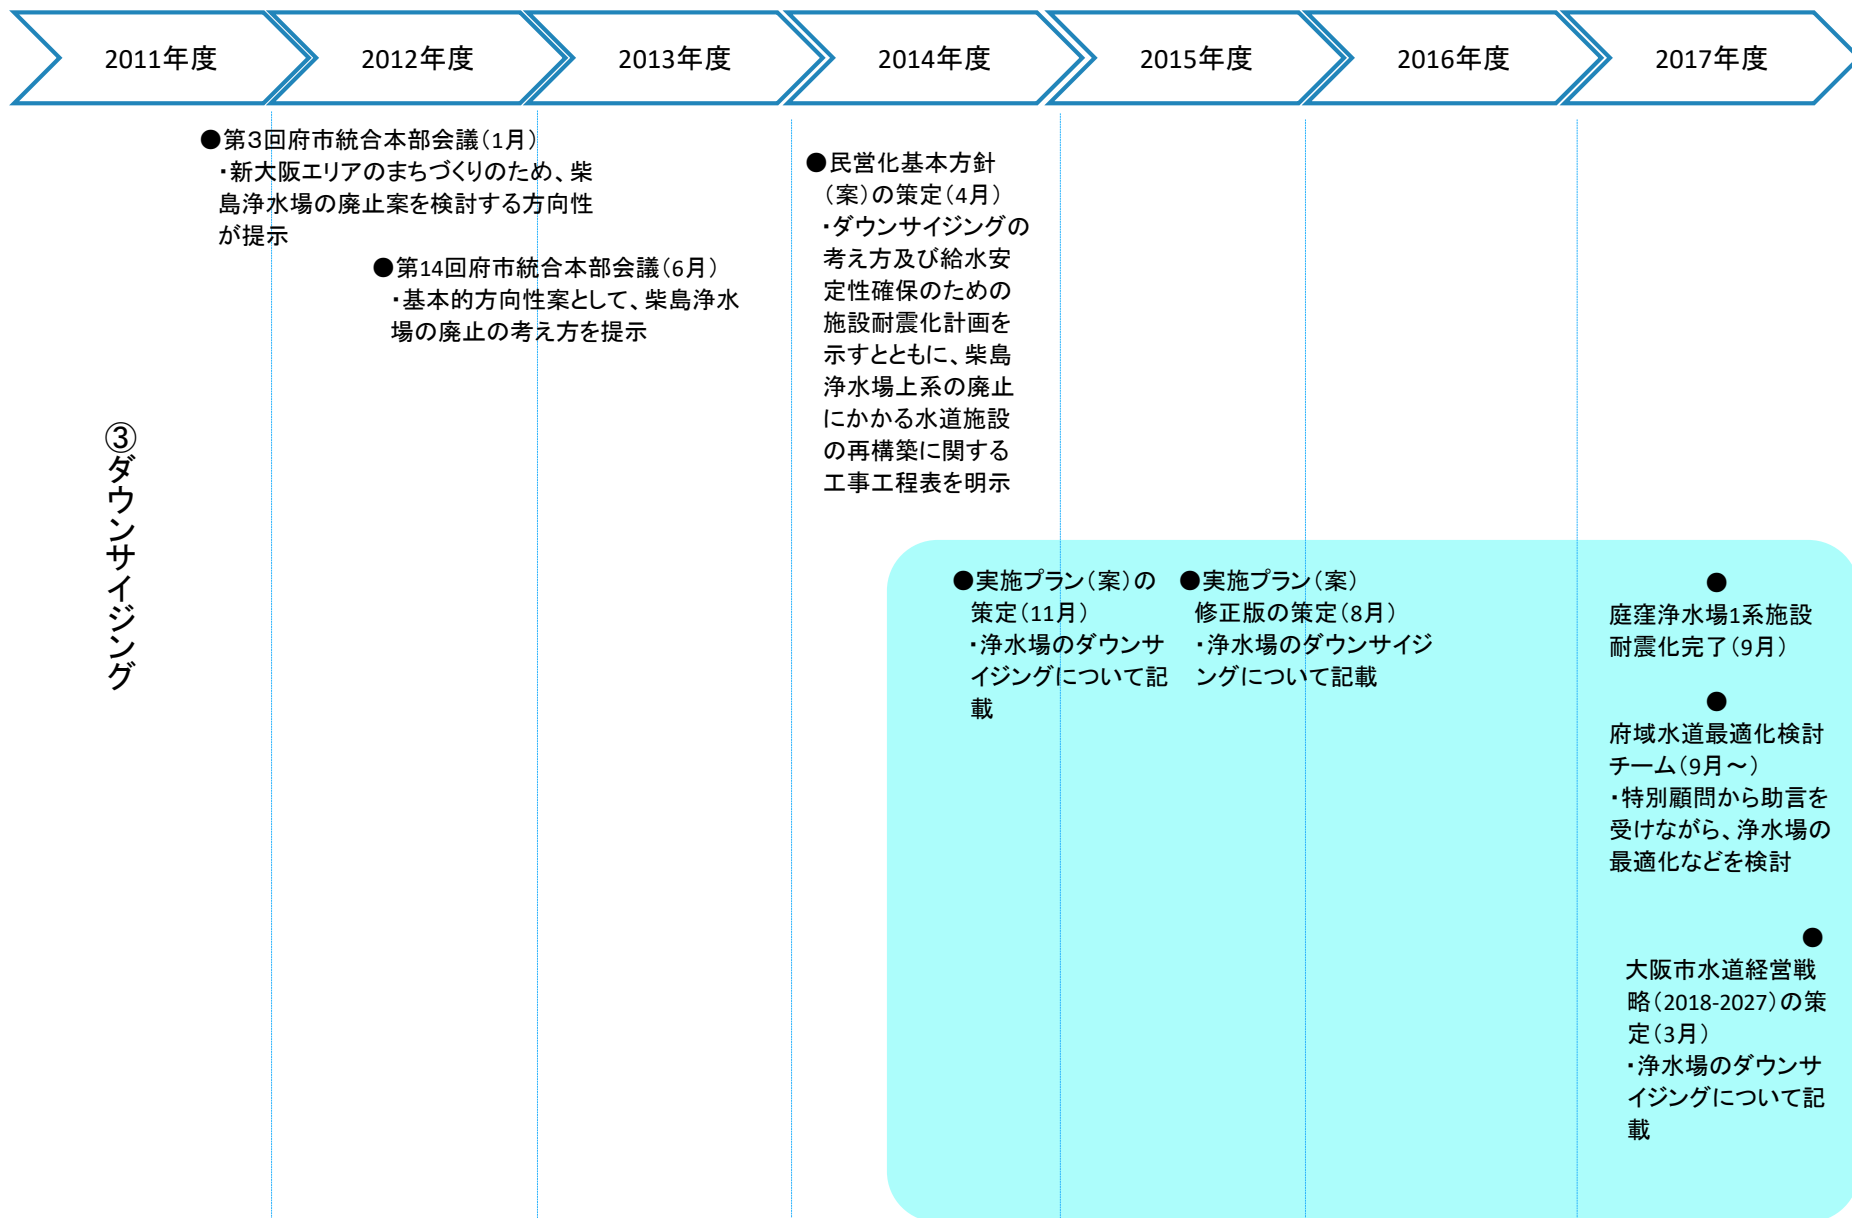 2011年度
2012年度
2013年度
2014年度
2015年度
2016年度
2017年度
③ダウンサイジング
●第3回府市統合本部会議(1月)
・新大阪エリアのまちづくりのため、柴
島浄水場の廃止案を検討する方向性
が提示
●第14回府市統合本部会議(6月)
・基本的方向性案として、柴島浄水
場の廃止の考え方を提示
●民営化基本方針
(案)の策定(4月)
・ダウンサイジングの
考え方及び給水安
定性確保のための
施設耐震化計画を
示すとともに、柴島
浄水場上系の廃止
にかかる水道施設
の再構築に関する
工事工程表を明示
●実施プラン(案)の
策定(11月)
・浄水場のダウンサ
イジングについて記
載
●実施プラン(案)
修正版の策定(8月)
・浄水場のダウンサイジ
ングについて記載
●
庭窪浄水場1系施設
耐震化完了(9月)
●
府域水道最適化検討
チーム(9月～)
・特別顧問から助言を
受けながら、浄水場の
最適化などを検討
●
大阪市水道経営戦
略(2018-2027)の策
定(3月)
・浄水場のダウンサ
イジングについて記
載